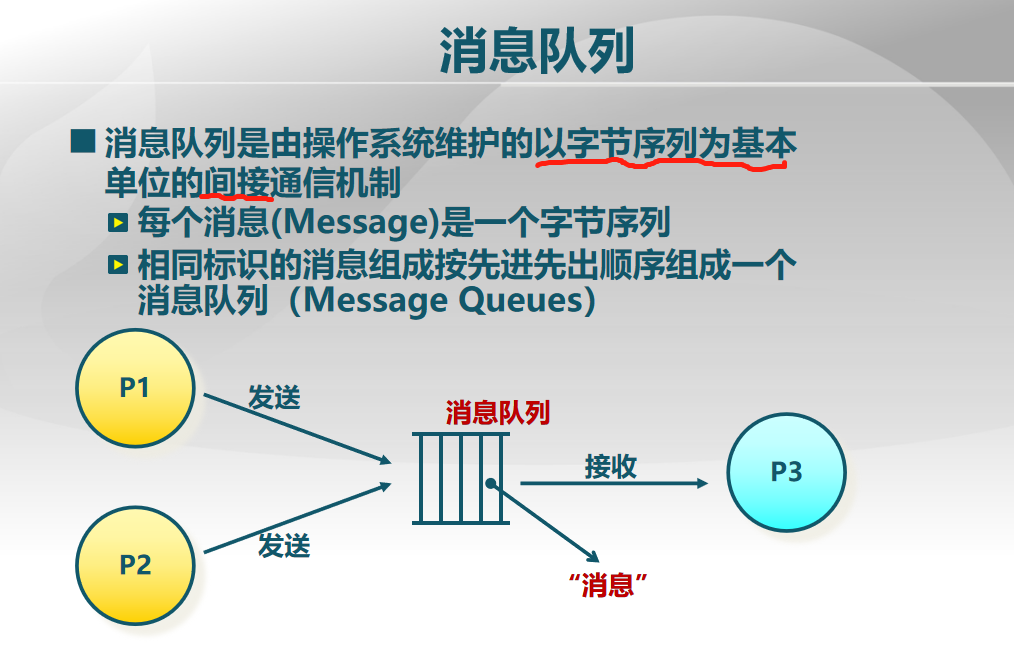 消息队列
消息队列是由操作系统维护的以字节序列为基本
单位的间接通信机制
每个消息(Message)是一个字节序列
相同标识的消息组成按先进先出顺序组成一个
消息队列（Message Queues）
P1
发送
消息队列
接收
P3
P2
发送
“消息”